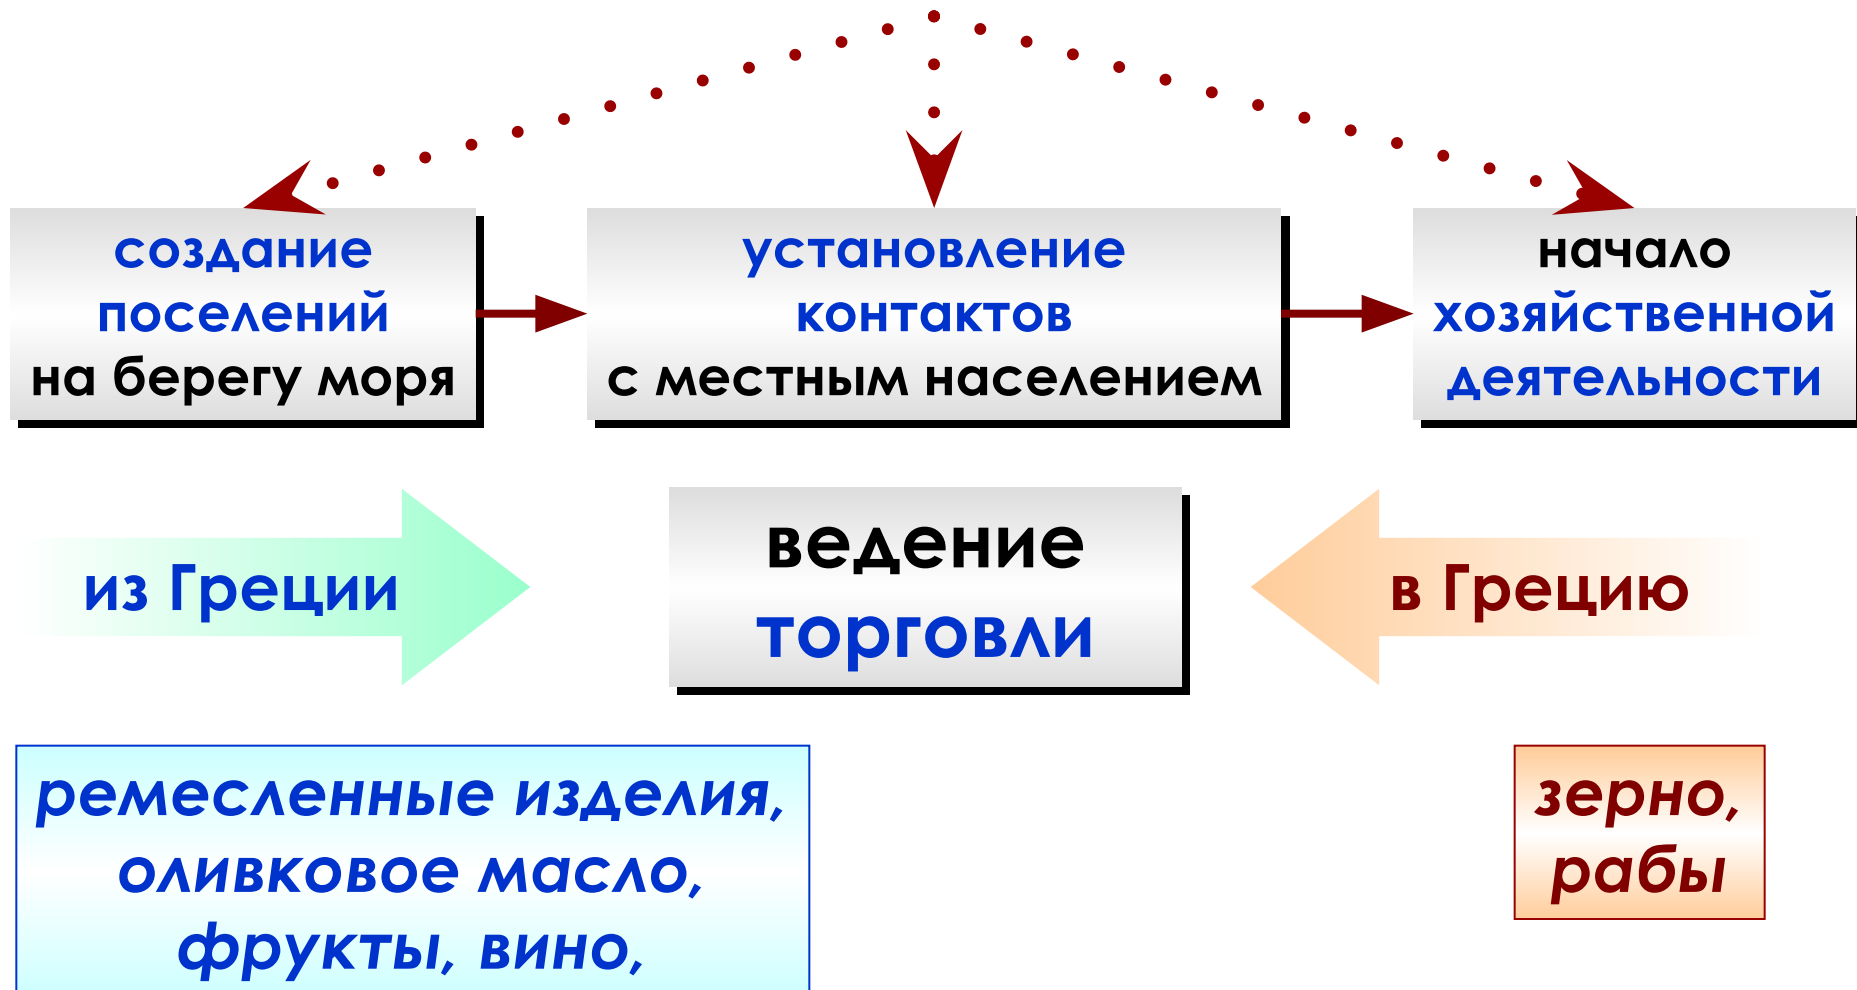 создание
поселений
на берегу моря
установление
контактов
с местным населением
начало
хозяйственной
деятельности
из Греции
ведение
торговли
в Грецию
ремесленные изделия,
оливковое масло,
фрукты, вино,
зерно,
рабы